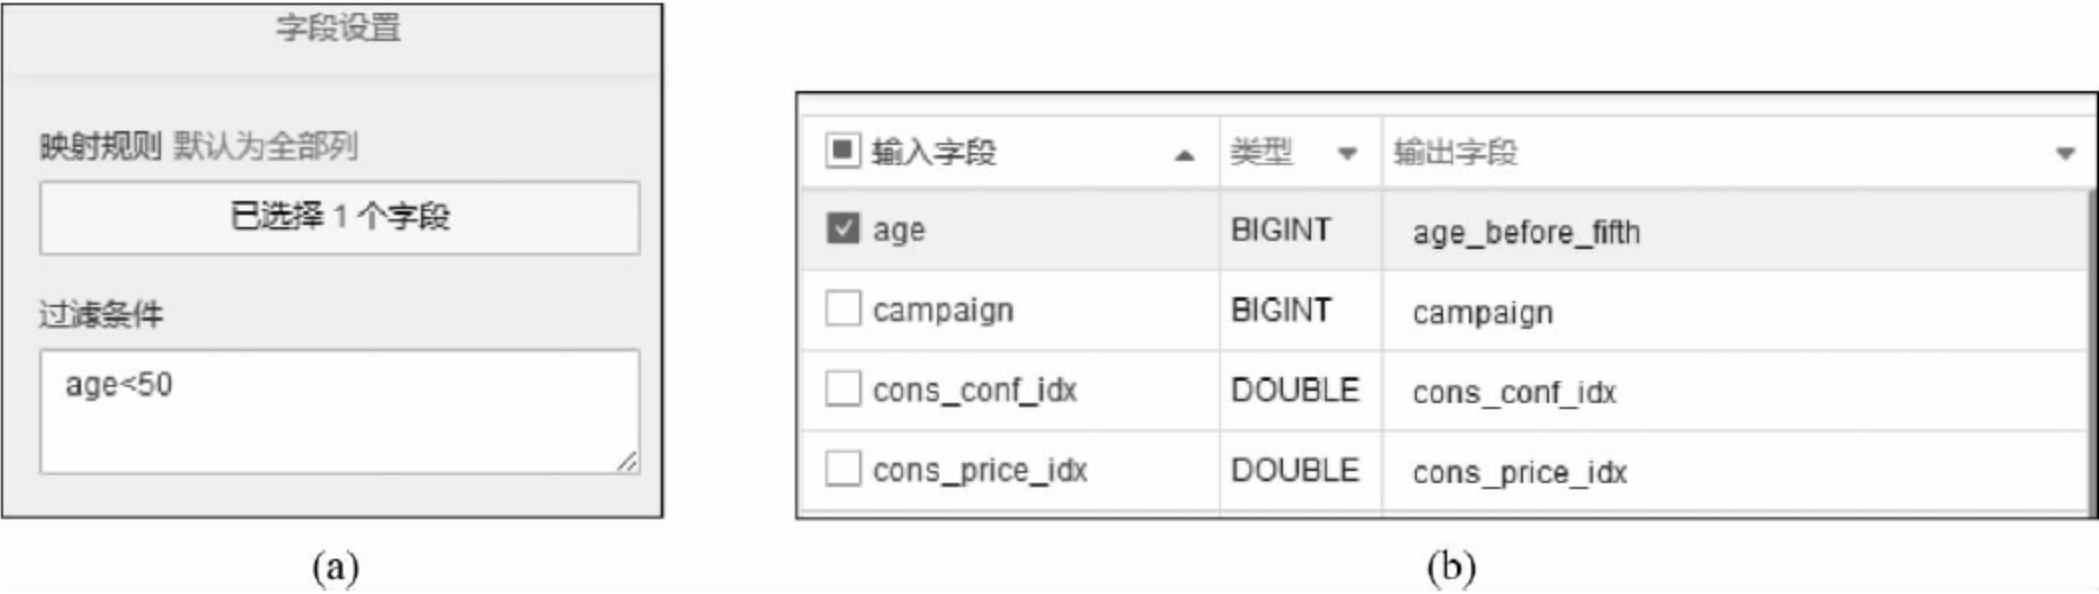 字段设置
映射规则 默认为全部列
已选择 1 个字段
过滤条件
age<50
(a)
输入字段 类型 输出字段
age BIGINT age_before_fifth
campaign BIGINT campaign
cons_conf_idx DOUBLE cons_conf_idx
cons_price_idx DOUBLE cons_price_idx
(b)